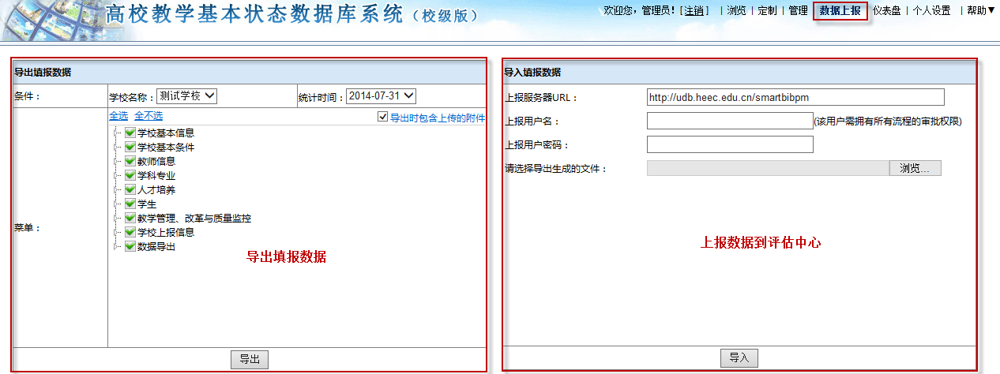 高校教学基本状态数据库系统（校级版）
欢迎您，管理员！[注销] | 浏览 | 定制 | 管理 | 数据上报 | 仪表盘 | 个人设置 | 帮助▼
导出填报数据
条件：
学校名称：测试学校
统计时间：2014-07-31
菜单：
全选 全不选
导出时包含上传的附件
学校基本信息
学校基本条件
教师信息
学科专业
人才培养
学生
教学管理、改革与质量监控
学校上报信息
数据导出
导出填报数据
导出
导入填报数据
上报服务器URL： http://udb.heec.edu.cn/smartbibpm
上报用户名： (该用户需拥有所有流程的审批权限)
上报用户密码：
请选择导出生成的文件： 浏览...
上报数据到评估中心
导入